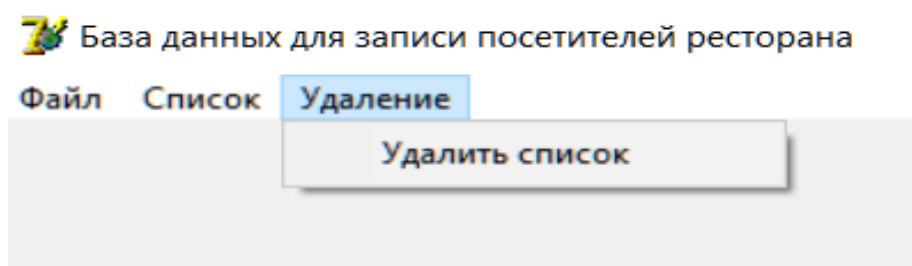 База данных для записи посетителей ресторана
Файл Список Удаление
Удалить список